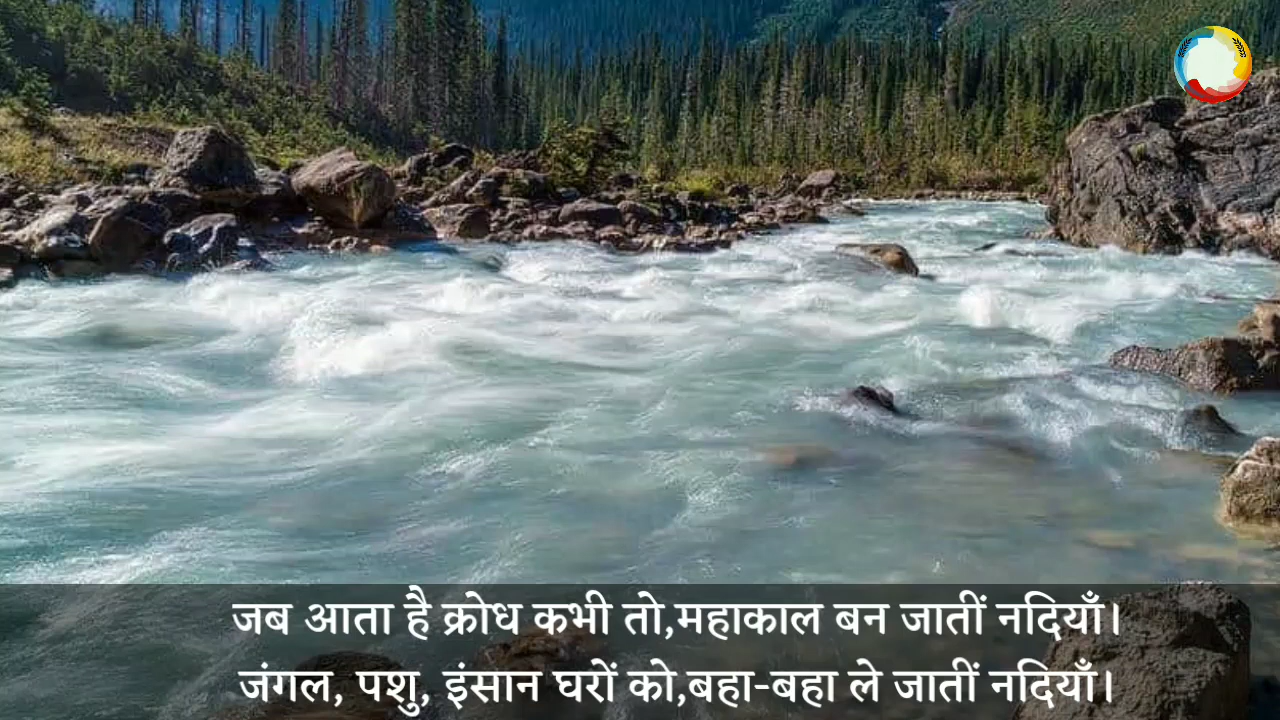 जब आता है क्रोध कभी तो,महाकाल बन जातीं नदियाँ।
जंगल, पशु, इंसान घरों को,बहा-बहा ले जातीं नदियाँ।